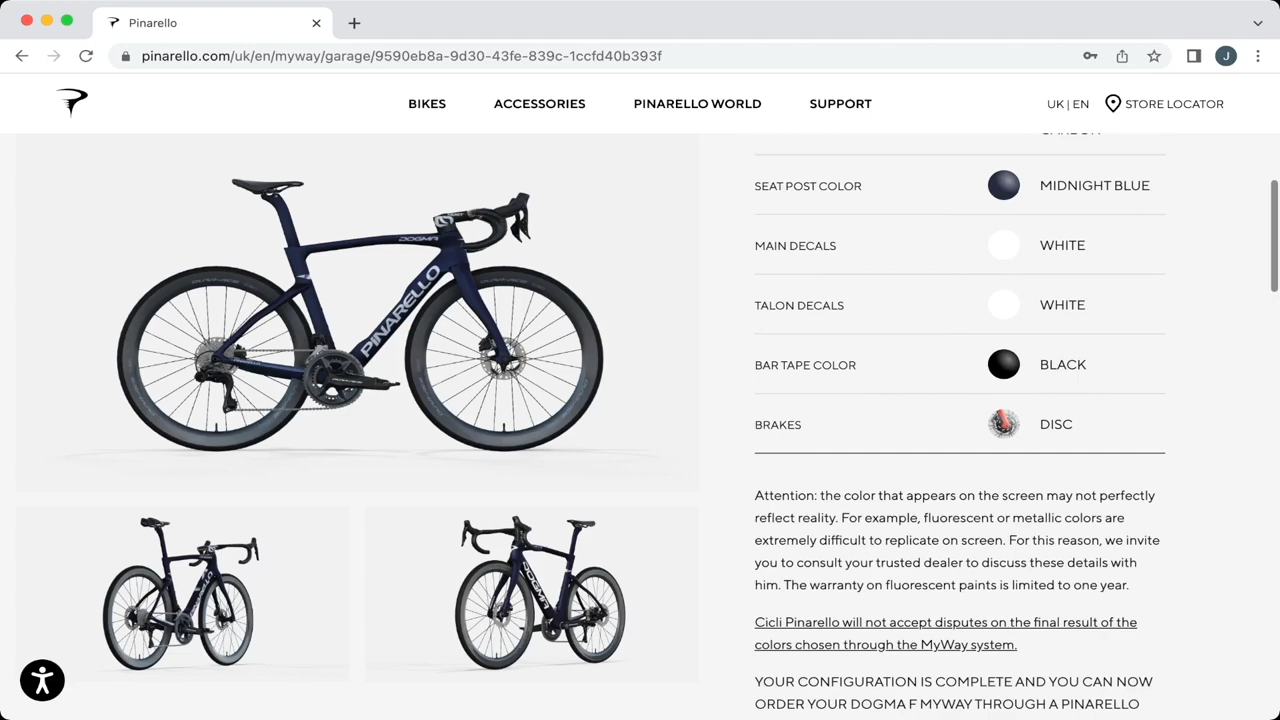 Pinarello
pinarello.com/uk/en/myway/garage/9590eb8a-9d30-43fe-839c-1ccfd40b393f
J
BIKES
ACCESSORIES
PINARELLO WORLD
SUPPORT
UK | EN
STORE LOCATOR
SEAT POST COLOR
MIDNIGHT BLUE
MAIN DECALS
WHITE
TALON DECALS
WHITE
BAR TAPE COLOR
BLACK
BRAKES
DISC
DOGMA
PINARELLO
PINARELLO
DOGMA
Attention: the color that appears on the screen may not perfectly
reflect reality. For example, fluorescent or metallic colors are
extremely difficult to replicate on screen. For this reason, we invite
you to consult your trusted dealer to discuss these details with
him. The warranty on fluorescent paints is limited to one year.
Cicli Pinarello will not accept disputes on the final result of the
colors chosen through the MyWay system.
YOUR CONFIGURATION IS COMPLETE AND YOU CAN NOW
ORDER YOUR DOGMA F MYWAY THROUGH A PINARELLO